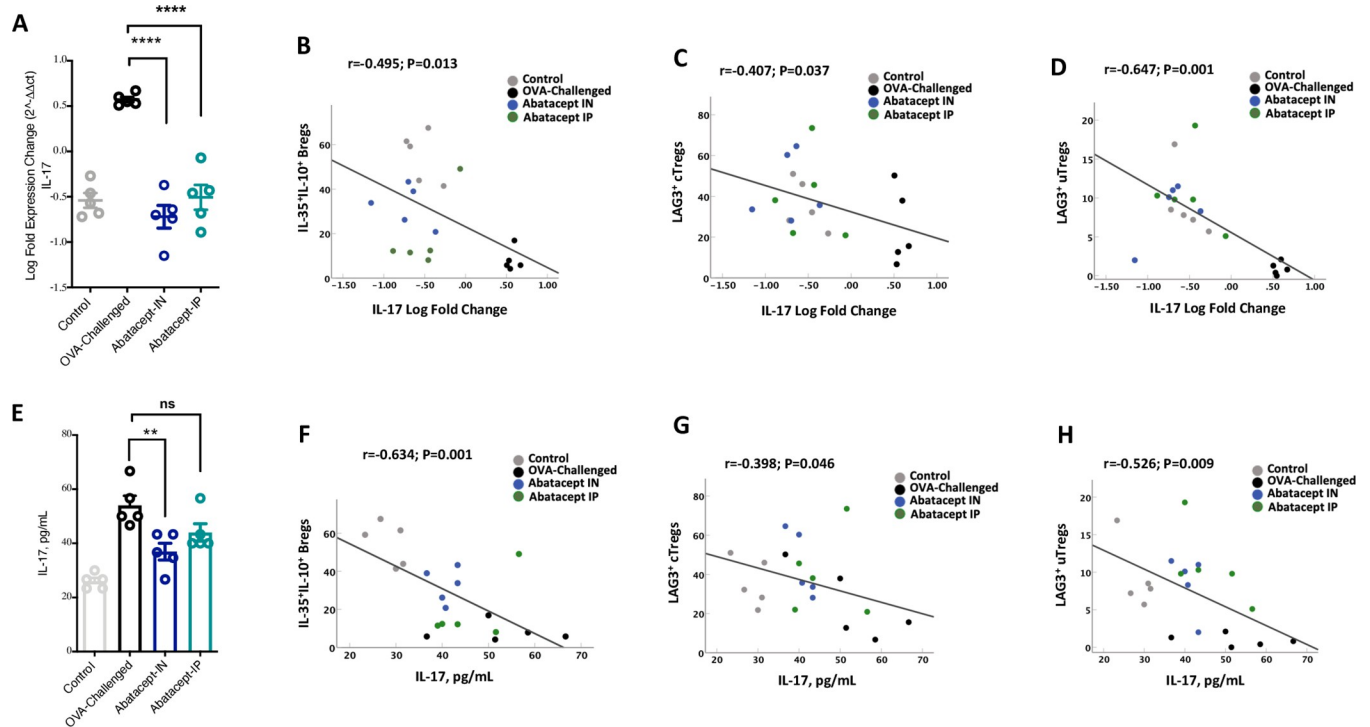 A
****
****
Log Fold Expression Change (2^-ΔΔct)
IL-17
1.0
0.5
0.0
-0.5
-1.0
-1.5
Control
OVA-Challenged
Abatacept-IN
Abatacept-IP
B
r=-0.495; P=0.013
Control
OVA-Challenged
Abatacept IN
Abatacept IP
IL-35⁺IL-10⁺ Bregs
60
40
20
0
-1.50
-1.00
-.50
.00
.50
1.00
IL-17 Log Fold Change
C
r=-0.407; P=0.037
Control
OVA-Challenged
Abatacept IN
Abatacept IP
LAG3⁺ cTregs
80
60
40
20
0
-1.50
-1.00
-.50
.00
.50
1.00
IL-17 Log Fold Change
D
r=-0.647; P=0.001
Control
OVA-Challenged
Abatacept IN
Abatacept IP
LAG3⁺ uTregs
20
15
10
5
0
-1.50
-1.00
-.50
.00
.50
1.00
IL-17 Log Fold Change
E
ns
**
IL-17, pg/mL
80
60
40
20
0
Control
OVA-Challenged
Abatacept-IN
Abatacept-IP
F
r=-0.634; P=0.001
Control
OVA-Challenged
Abatacept IN
Abatacept IP
IL-35⁺IL-10⁺ Bregs
60
40
20
0
20
30
40
50
60
70
IL-17, pg/mL
G
r=-0.398; P=0.046
Control
OVA-Challenged
Abatacept IN
Abatacept IP
LAG3⁺ cTregs
80
60
40
20
0
20
30
40
50
60
70
IL-17, pg/mL
H
r=-0.526; P=0.009
Control
OVA-Challenged
Abatacept IN
Abatacept IP
LAG3⁺ uTregs
20
15
10
5
0
20
30
40
50
60
70
IL-17, pg/mL